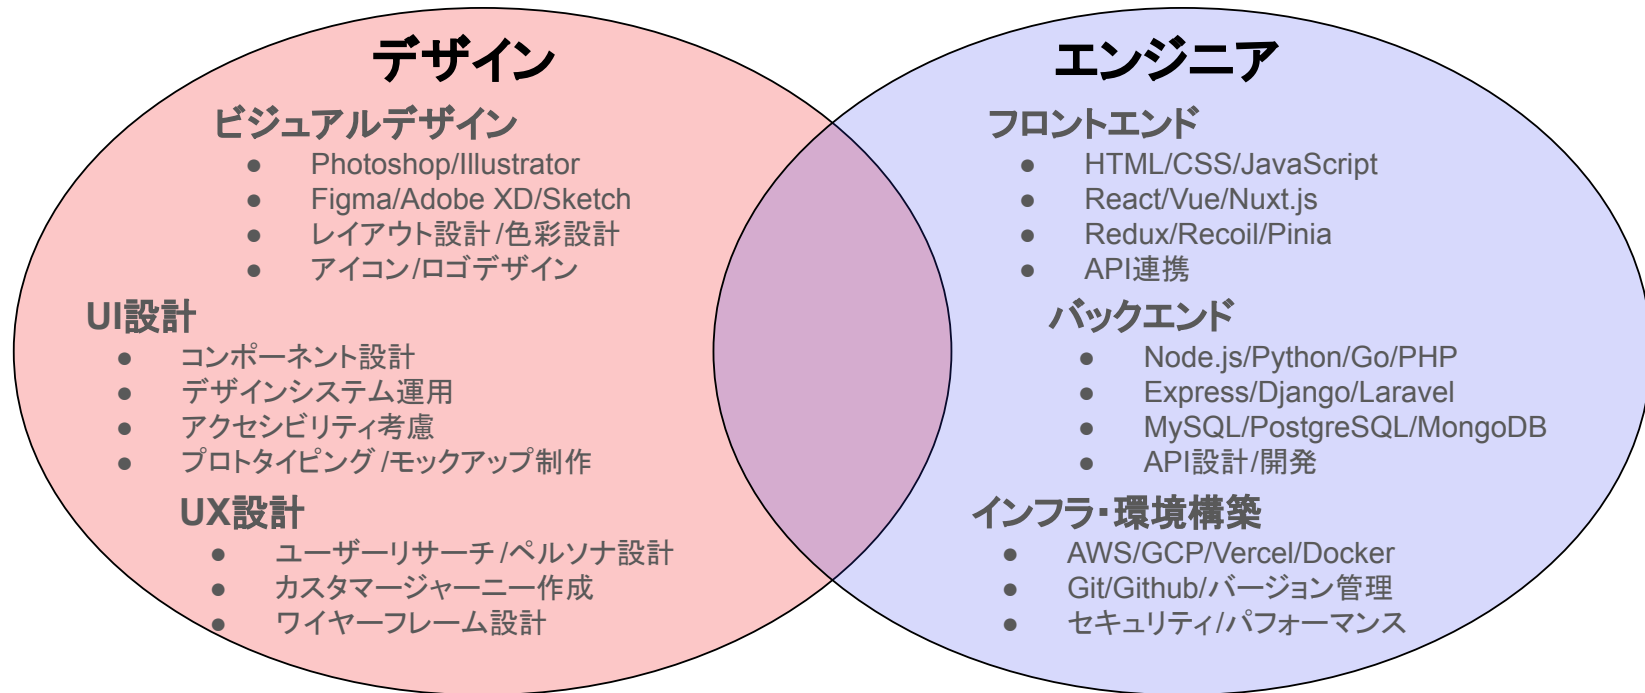 デザイン
ビジュアルデザイン
● Photoshop/Illustrator
● Figma/Adobe XD/Sketch
● レイアウト設計/色彩設計
● アイコン/ロゴデザイン
UI設計
● コンポーネント設計
● デザインシステム運用
● アクセシビリティ考慮
● プロトタイピング/モックアップ制作
UX設計
● ユーザーリサーチ/ペルソナ設計
● カスタマージャーニー作成
● ワイヤーフレーム設計
エンジニア
フロントエンド
● HTML/CSS/JavaScript
● React/Vue/Nuxt.js
● Redux/Recoil/Pinia
● API連携
バックエンド
● Node.js/Python/Go/PHP
● Express/Django/Laravel
● MySQL/PostgreSQL/MongoDB
● API設計/開発
インフラ・環境構築
● AWS/GCP/Vercel/Docker
● Git/Github/バージョン管理
● セキュリティ/パフォーマンス